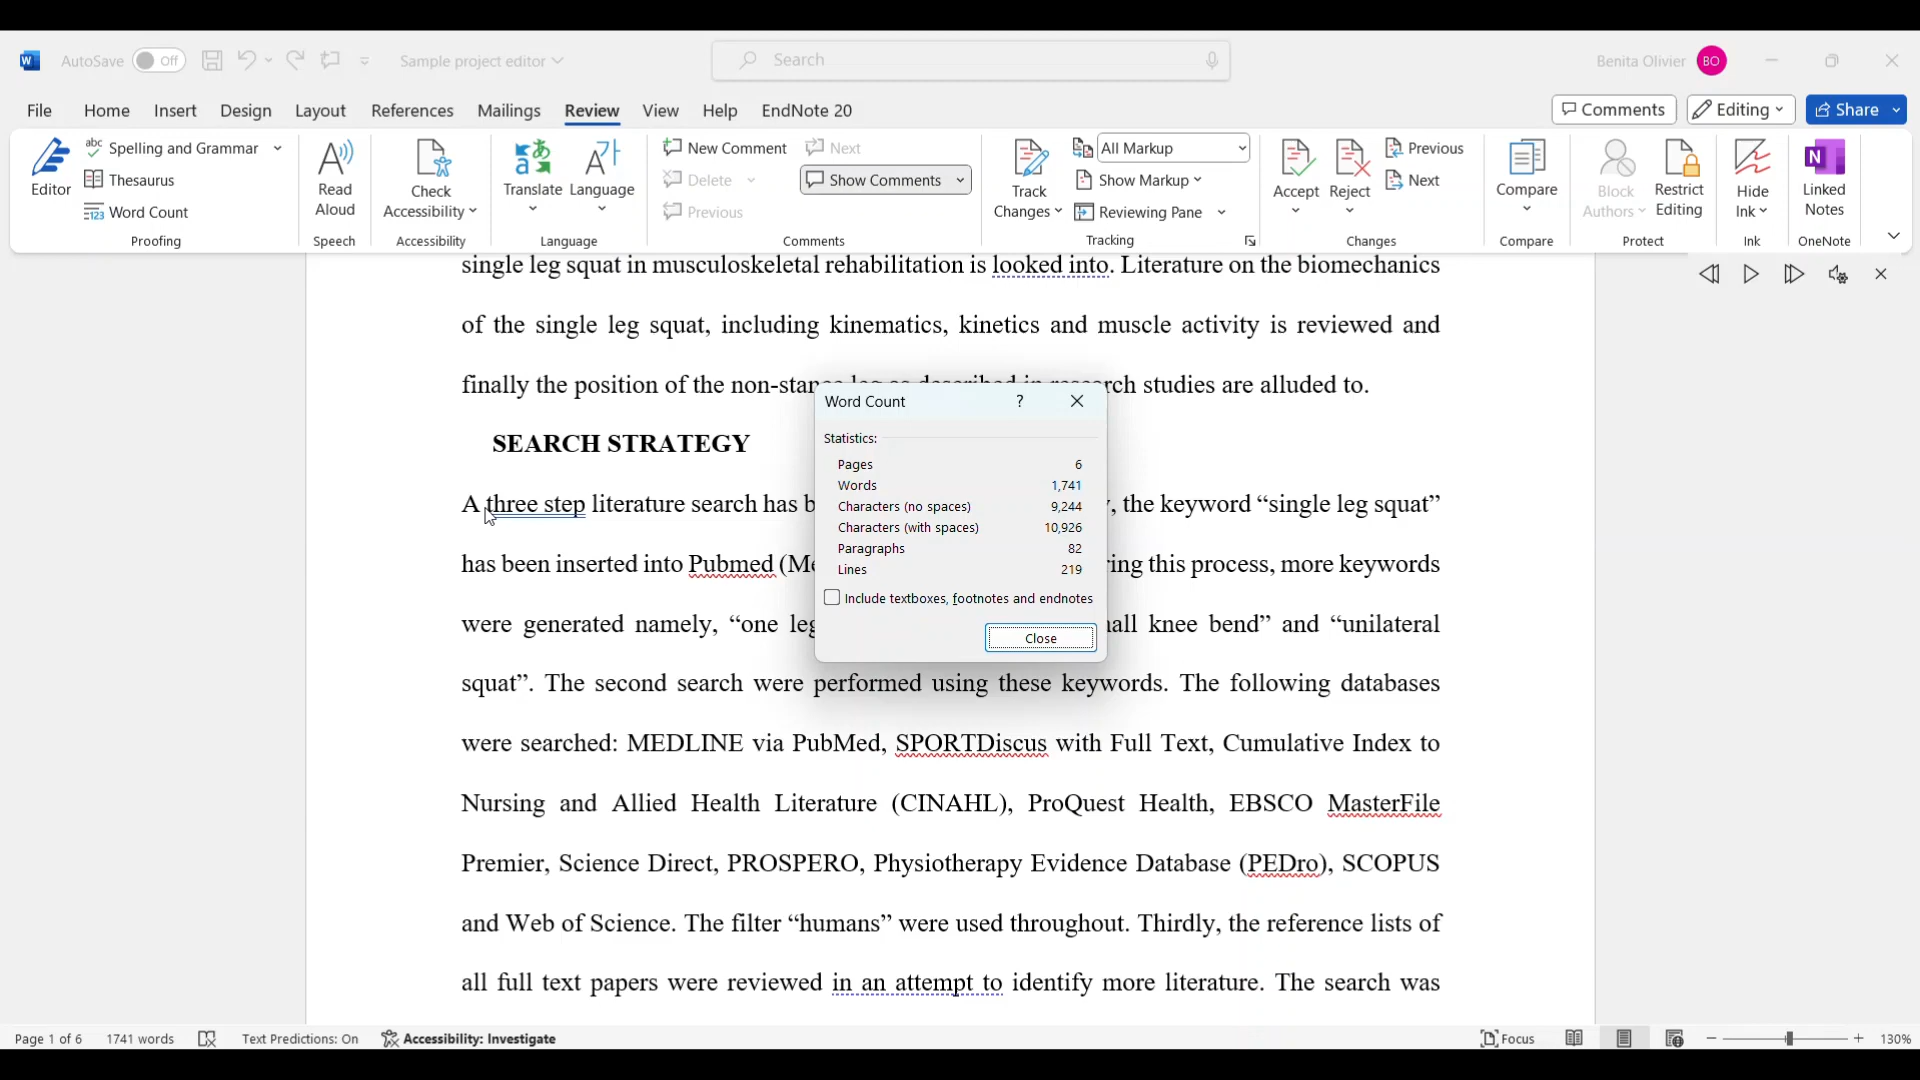 AutoSave Off Sample project editor Search Benita Olivier BO
File Home Insert Design Layout References Mailings Review View Help EndNote 20 Comments Editing Share
Editor
abc Spelling and Grammar
Thesaurus
123 Word Count
Proofing
Read Aloud
Speech
Check Accessibility
Accessibility
Translate Language
Language
New Comment Next
Delete Show Comments
Previous
Comments
Track Changes
All Markup
Show Markup
Reviewing Pane
Tracking
Accept Reject
Previous
Next
Changes
Compare
Compare
Block Authors Restrict Editing
Protect
Hide Ink
Ink
N Linked Notes
OneNote
single leg squat in musculoskeletal rehabilitation is looked into. Literature on the biomechanics
of the single leg squat, including kinematics, kinetics and muscle activity is reviewed and
finally the position of the non-stance leg as described in research studies are alluded to.
SEARCH STRATEGY
A three step literature search has , the keyword “single leg squat”
has been inserted into Pubmed this process, more keywords
were generated namely, “one knee bend” and “unilateral
squat”. The second search were performed using these keywords. The following databases
were searched: MEDLINE via PubMed, SPORTDiscus with Full Text, Cumulative Index to
Nursing and Allied Health Literature (CINAHL), ProQuest Health, EBSCO MasterFile
Premier, Science Direct, PROSPERO, Physiotherapy Evidence Database (PEDro), SCOPUS
and Web of Science. The filter “humans” were used throughout. Thirdly, the reference lists of
all full text papers were reviewed in an attempt to identify more literature. The search was
Word Count ?
Statistics:
Pages 6
Words 1,741
Characters (no spaces) 9,244
Characters (with spaces) 10,926
Paragraphs 82
Lines 219
Include textboxes, footnotes and endnotes
Close
Page 1 of 6 1741 words Text Predictions: On Accessibility: Investigate Focus 130%